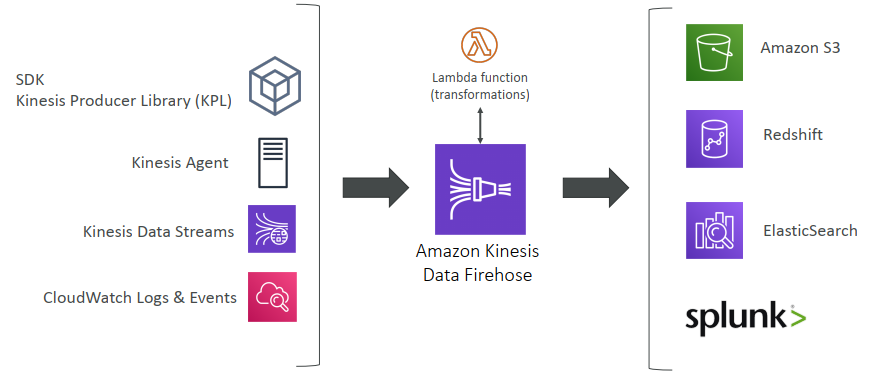 SDK
Kinesis Producer Library (KPL)
Kinesis Agent
Kinesis Data Streams
CloudWatch Logs & Events
Lambda function
(transformations)
Amazon Kinesis
Data Firehose
Amazon S3
Redshift
ElasticSearch
splunk>